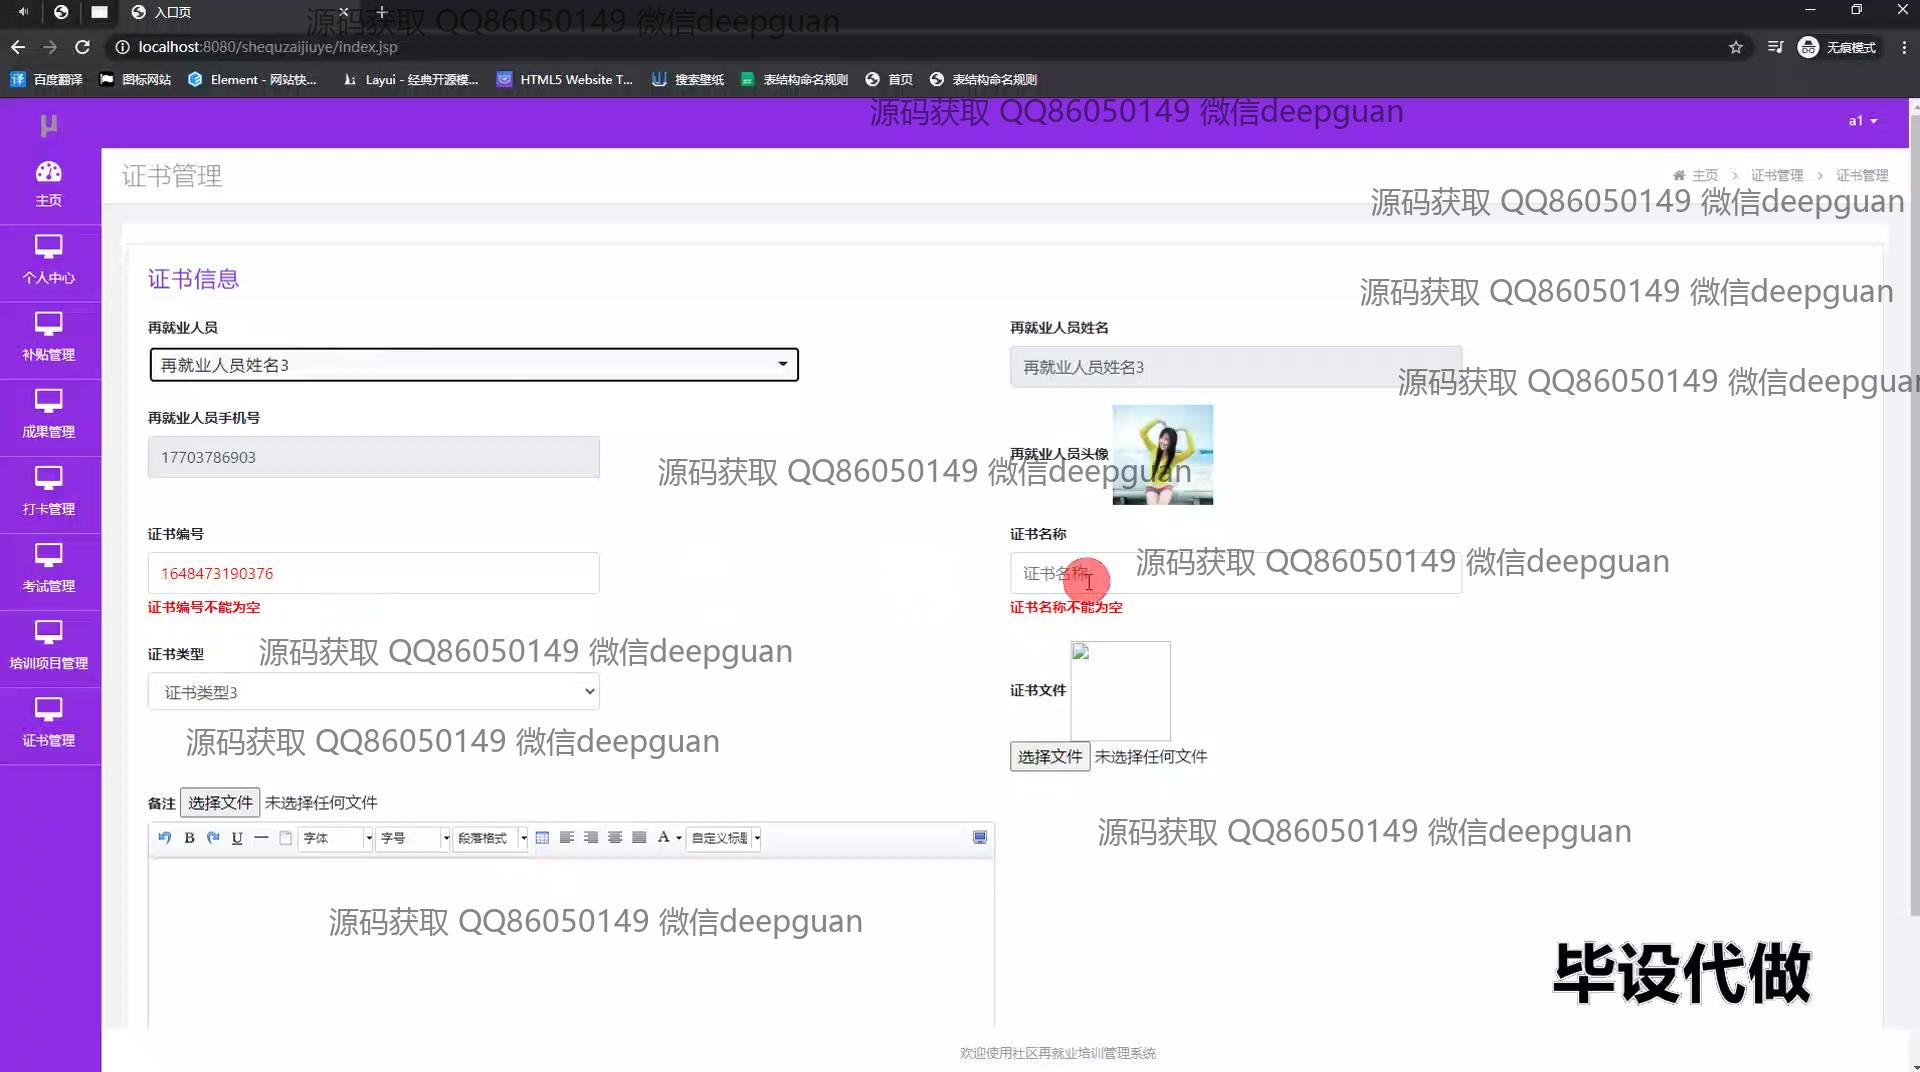 入口页
源码获取 QQ86050149 微信deepguan
localhost:8080/shequzaijiuye/index.jsp
无痕模式
百度翻译
图标网站
Element - 网站快...
Layui - 经典开源模...
HTML5 Website T...
搜索壁纸
表结构命名规则
首页
表结构命名规则
源码获取 QQ86050149 微信deepguan
a1
μ
主页
个人中心
补贴管理
成果管理
打卡管理
考试管理
培训项目管理
证书管理
证书管理
主页 > 证书管理 > 证书管理
源码获取 QQ86050149 微信deepguan
证书信息
源码获取 QQ86050149 微信deepguan
再就业人员
再就业人员姓名3
再就业人员姓名
再就业人员姓名3
源码获取 QQ86050149 微信deepguan
再就业人员手机号
17703786903
再就业人员头像
源码获取 QQ86050149 微信deepguan
证书编号
1648473190376
证书编号不能为空
证书名称
证书名称
证书名称不能为空
源码获取 QQ86050149 微信deepguan
证书类型
证书类型3
源码获取 QQ86050149 微信deepguan
证书文件
选择文件 未选择任何文件
源码获取 QQ86050149 微信deepguan
备注 选择文件 未选择任何文件
B U 字体 字号 段落格式 A 自定义标题
源码获取 QQ86050149 微信deepguan
源码获取 QQ86050149 微信deepguan
毕设代做
欢迎使用社区再就业培训管理系统